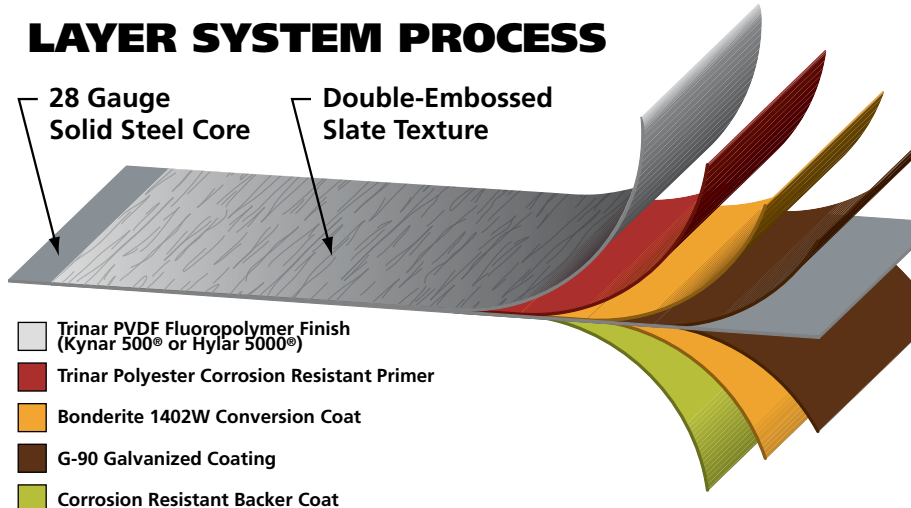 LAYER SYSTEM PROCESS
28 Gauge
Solid Steel Core
Double-Embossed
Slate Texture
Trinar PVDF Fluoropolymer Finish
(Kynar 500® or Hylar 5000®)
Trinar Polyester Corrosion Resistant Primer
Bonderite 1402W Conversion Coat
G-90 Galvanized Coating
Corrosion Resistant Backer Coat